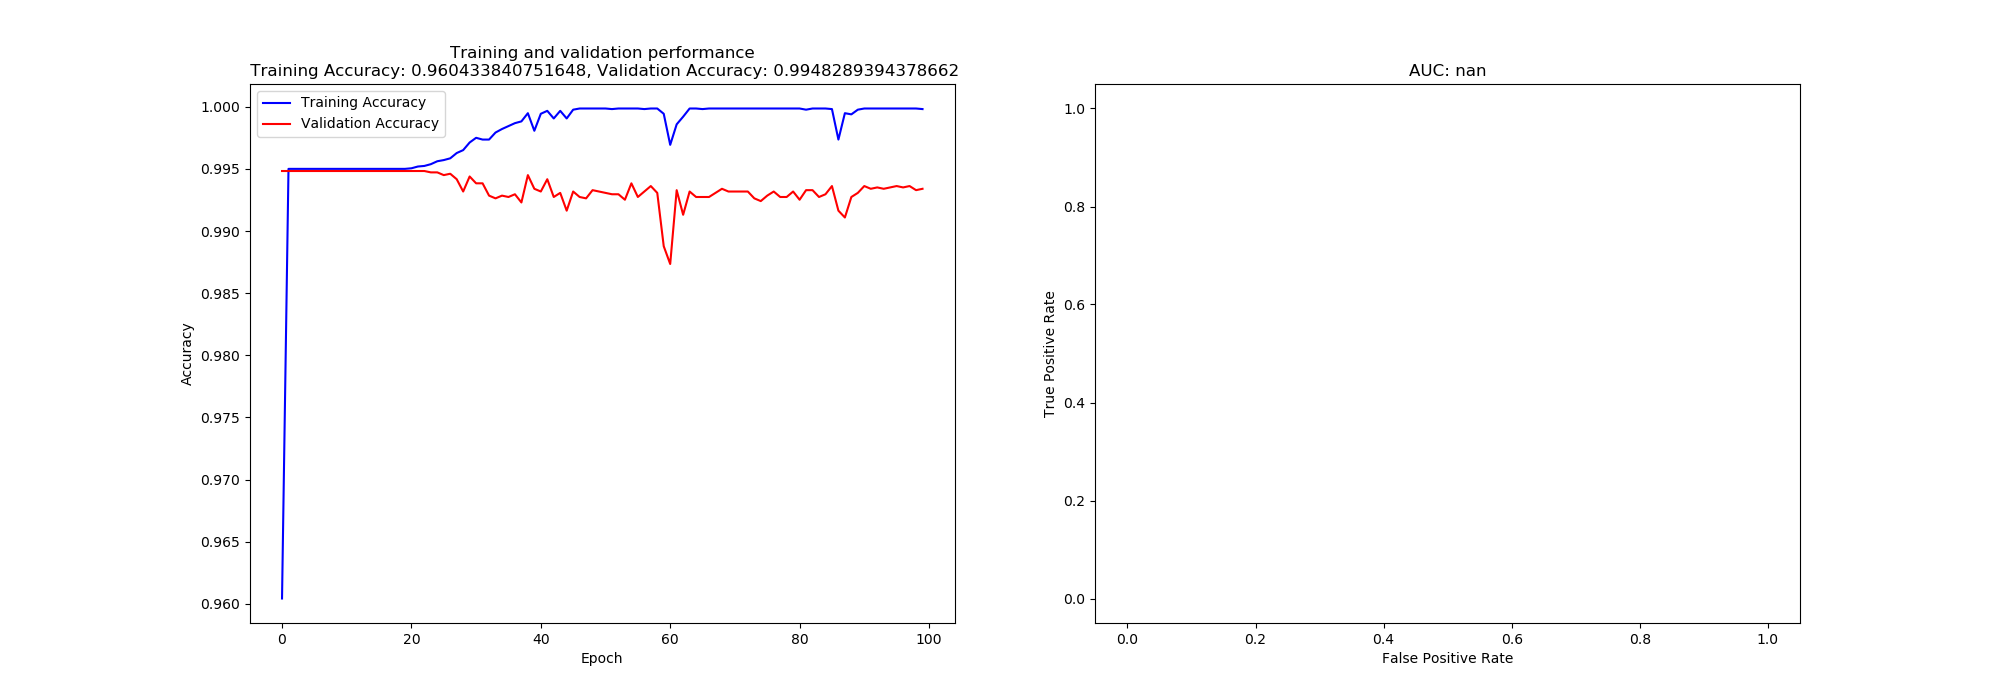 Training and validation performance
Training Accuracy: 0.960433840751648, Validation Accuracy: 0.9948289394378662
Training Accuracy
Validation Accuracy
1.000
0.995
0.990
0.985
0.980
0.975
0.970
0.965
0.960
Accuracy
0 20 40 60 80 100
Epoch
AUC: nan
1.0
0.8
0.6
0.4
0.2
0.0
True Positive Rate
0.0 0.2 0.4 0.6 0.8 1.0
False Positive Rate